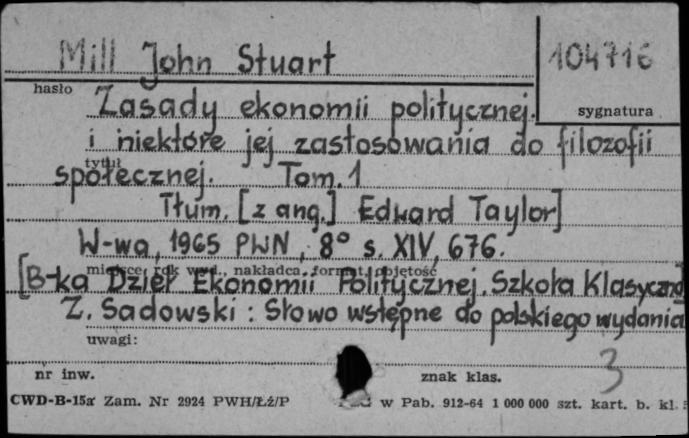 Mill John Stuart
104716
hasło
sygnatura
Zasady ekonomii politycznej.
i niektóre jej zastosowania do filozofii
tytuł
społecznej. Tom. 1
Tłum. [z ang.] Edward Taylor]
W-wa, 1965 PWN, 8° s. XIV, 676.
miejsce, rok wyd., nakładca, format, objętość
[B-ka Dzieł Ekonomii Politycznej. Szkoła Klasyczna]
Z. Sadowski: Słowo wstępne do polskiego wydania
uwagi:
3
nr inw.
znak klas.
CWD-B-15a Zam. Nr 2924 PWH/Łź/P w Pab. 912-64 1 000 000 szt. kart. b. kl.